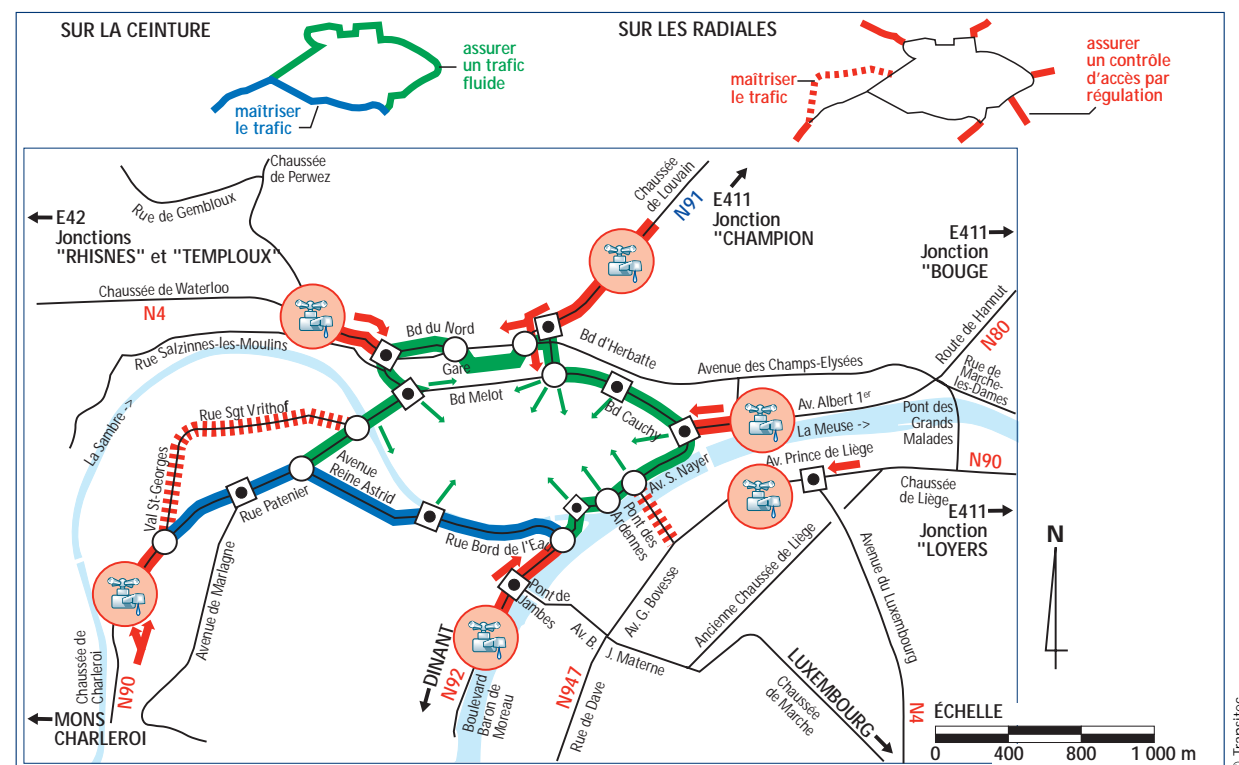 SUR LA CEINTURE
assurer
un trafic
fluide
maîtriser
le trafic
SUR LES RADIALES
maîtriser
le trafic
assurer
un contrôle
d'accès par
régulation
Chaussée
de Perwez
Rue de Gembloux
E42
Jonctions
"RHISNES" et "TEMPLOUX"
Chaussée de Waterloo
N4
Chaussée
de Louvain
N91
E411
Jonction
"CHAMPION
E411
Jonction
"BOUGE
Rue Salzinnes-les-Moulins
Bd du Nord
Gare
Bd Melot
Bd d'Herbatte
Avenue des Champs-Elysées
Route de Hannut
N80
Rue de
Marche-
les-Dames
Av. Albert 1er
La Meuse ->
Pont des
Grands
Malades
Bd Cauchy
La Sambre ->
Rue Sgt Vrithof
Val St-Georges
Avenue
Reine Astrid
Rue Patenier
Av. S. Nayer
Av. Prince de Liège
N90
Chaussée
de Liège
E411
Jonction
"LOYERS
Pont des
Ardennes
Rue Bord de l'Ea
Pont de
Jambes
Avenue de Marlagne
Chaussée de
Charleroi
N90
MONS
CHARLEROI
DINANT
N92
Boulevard
Baron de
Moreau
Av. B.
J. Materne
N947
Rue de Dave
Av. G. Bovesse
Ancienne Chaussée de Liège
Avenue du Luxembourg
LUXEMBOURG
Chaussée
de Marche
N4
N
ÉCHELLE
0 400 800 1 000 m
© Transitec